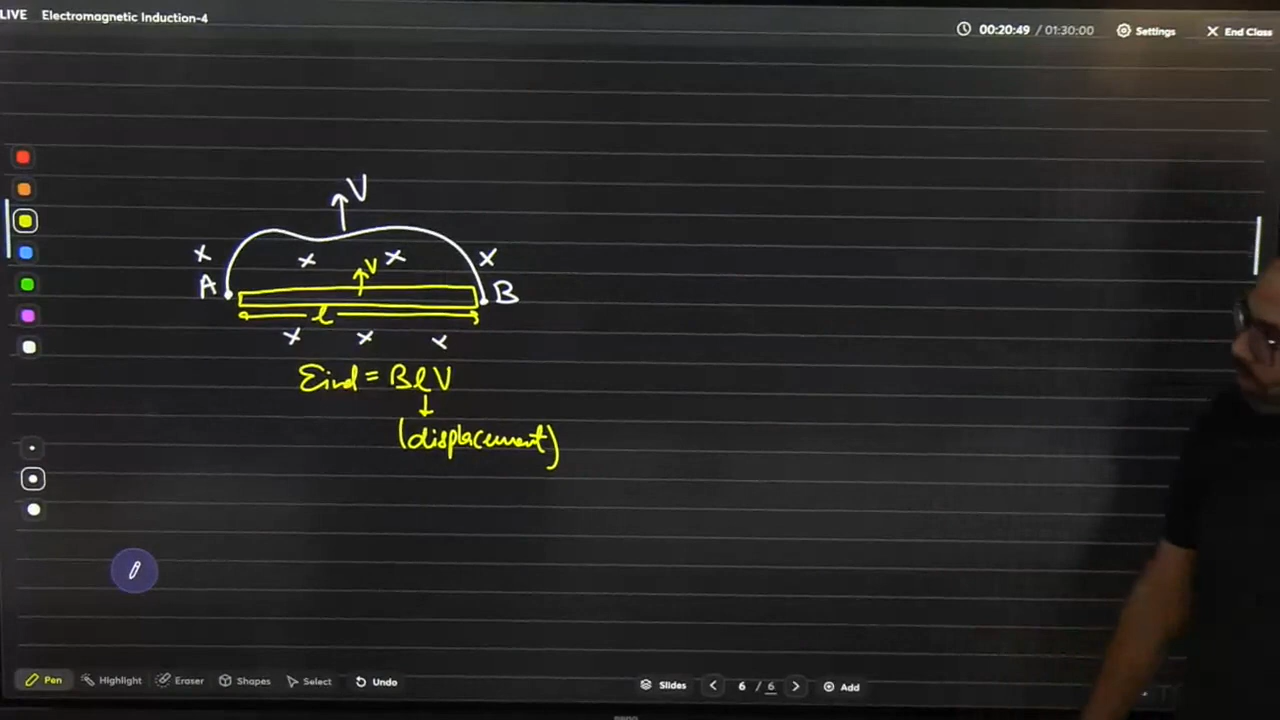 LIVE Electromagnetic Induction-4
00:20:49 / 01:30:00 Settings End Class
V
x x x x
V
A B
l
x x x
Σind = BlV
(displacement)
Pen Highlight Eraser Shapes Select Undo Slides 6 / 6 Add